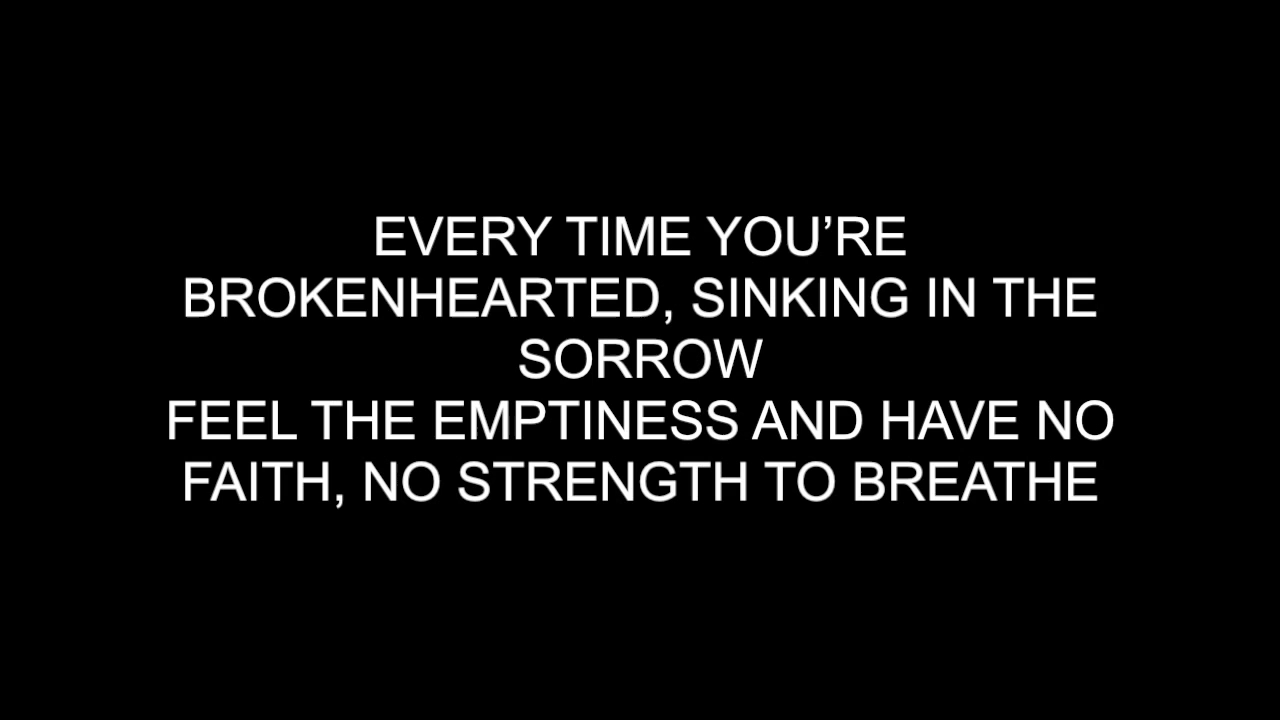 EVERY TIME YOU’RE
BROKENHEARTED, SINKING IN THE
SORROW
FEEL THE EMPTINESS AND HAVE NO
FAITH, NO STRENGTH TO BREATHE